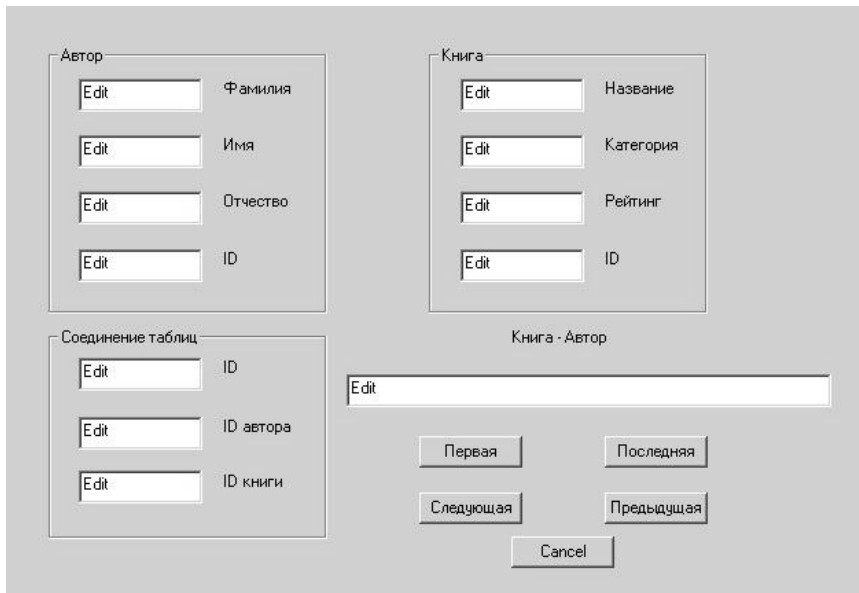 Автор
Edit Фамилия
Edit Имя
Edit Отчество
Edit ID
Книга
Edit Название
Edit Категория
Edit Рейтинг
Edit ID
Соединение таблиц
Edit ID
Edit ID автора
Edit ID книги
Книга - Автор
Edit
Первая Последняя
Следующая Предыдущая
Cancel